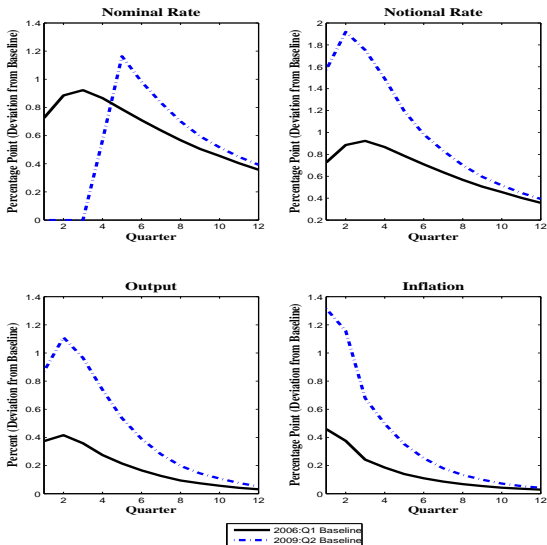 Nominal Rate
Percentage Point (Deviation from Baseline)
1.4
1.2
1
0.8
0.6
0.4
0.2
0
2 4 6 8 10 12
Quarter
Notional Rate
Percentage Point (Deviation from Baseline)
2
1.8
1.6
1.4
1.2
1
0.8
0.6
0.4
0.2
2 4 6 8 10 12
Quarter
Output
Percent (Deviation from Baseline)
1.4
1.2
1
0.8
0.6
0.4
0.2
0
2 4 6 8 10 12
Quarter
Inflation
Percentage Point (Deviation from Baseline)
1.4
1.2
1
0.8
0.6
0.4
0.2
0
2 4 6 8 10 12
Quarter
2006:Q1 Baseline
2009:Q2 Baseline